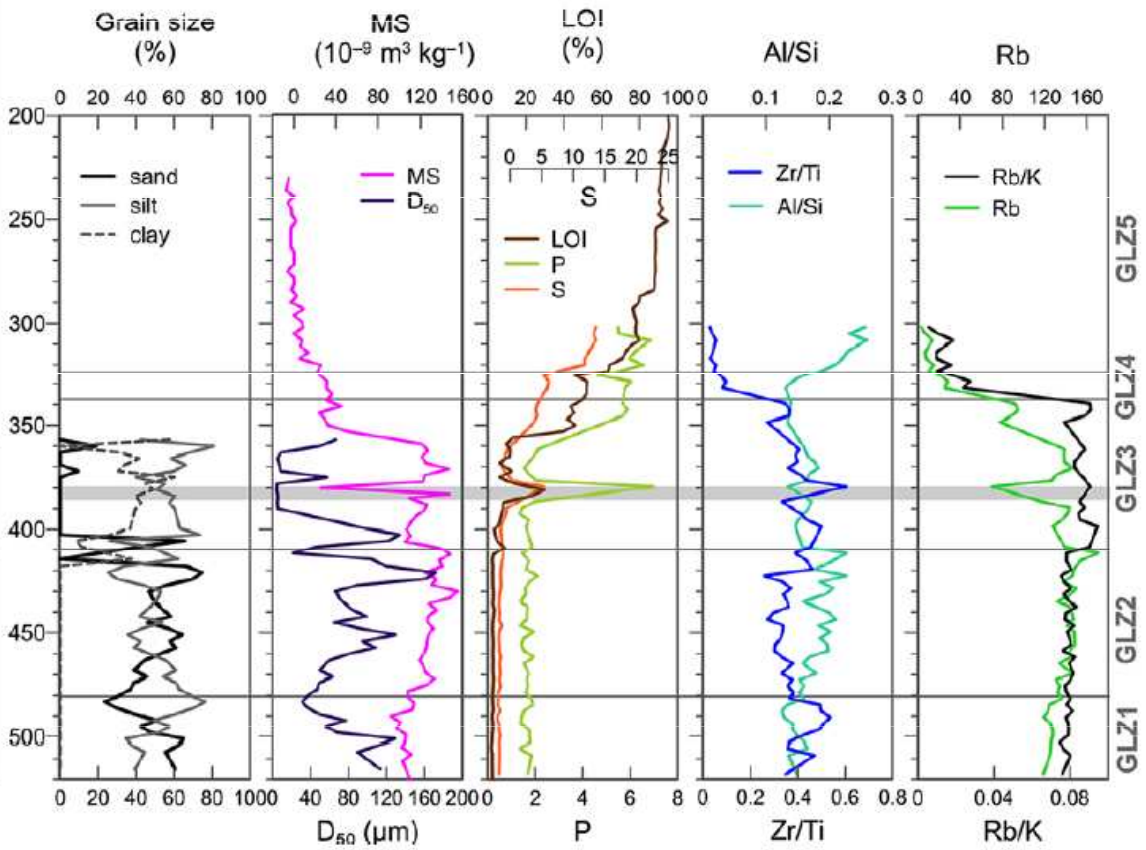 Grain size
(%)
MS
(10⁻⁹ m³ kg⁻¹)
LOI
(%)
Al/Si
Rb
0 20 40 60 80 100
0 40 80 120 160
0 20 40 60 80 100
0.1 0.2 0.3
40 80 120 160
200
250
300
350
400
450
500
sand
silt
clay
MS
D₅₀
0 5 10 15 20 25
S
LOI
P
S
Zr/Ti
Al/Si
Rb/K
Rb
GLZ5
GLZ4
GLZ3
GLZ2
GLZ1
0 20 40 60 80 100
0 40 80 120 160 200
0 2 4 6 8
0 0.2 0.4 0.6 0.8
0 0.04 0.08
D₅₀ (µm)
P
Zr/Ti
Rb/K